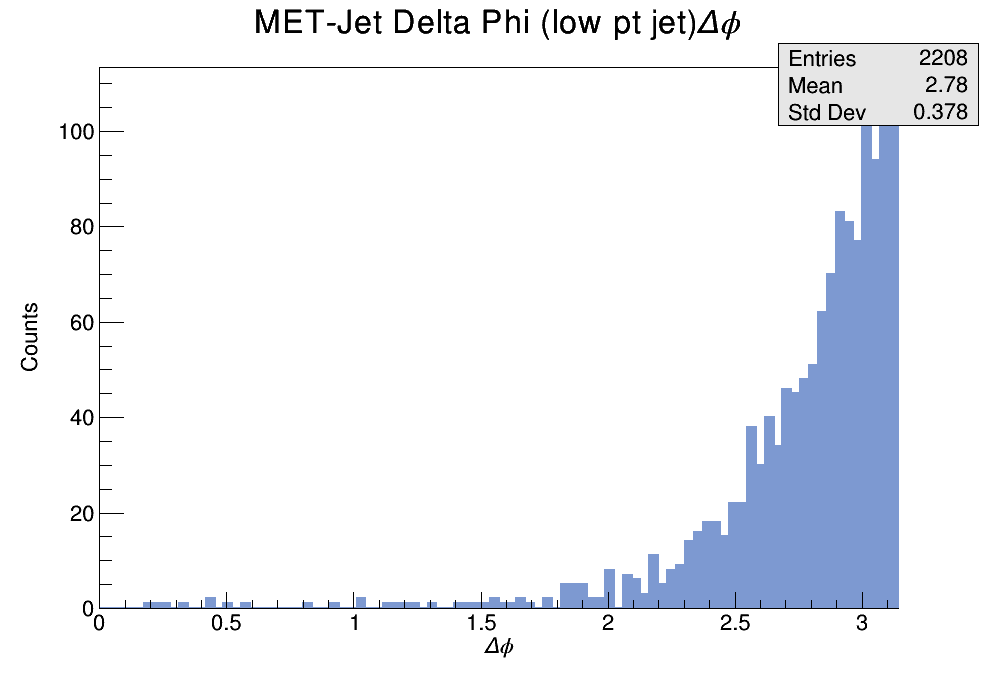 MET-Jet Delta Phi (low pt jet)Δϕ
Entries 2208
Mean 2.78
Std Dev 0.378
100
80
60
40
20
0
Counts
0 0.5 1 1.5 2 2.5 3
Δϕ